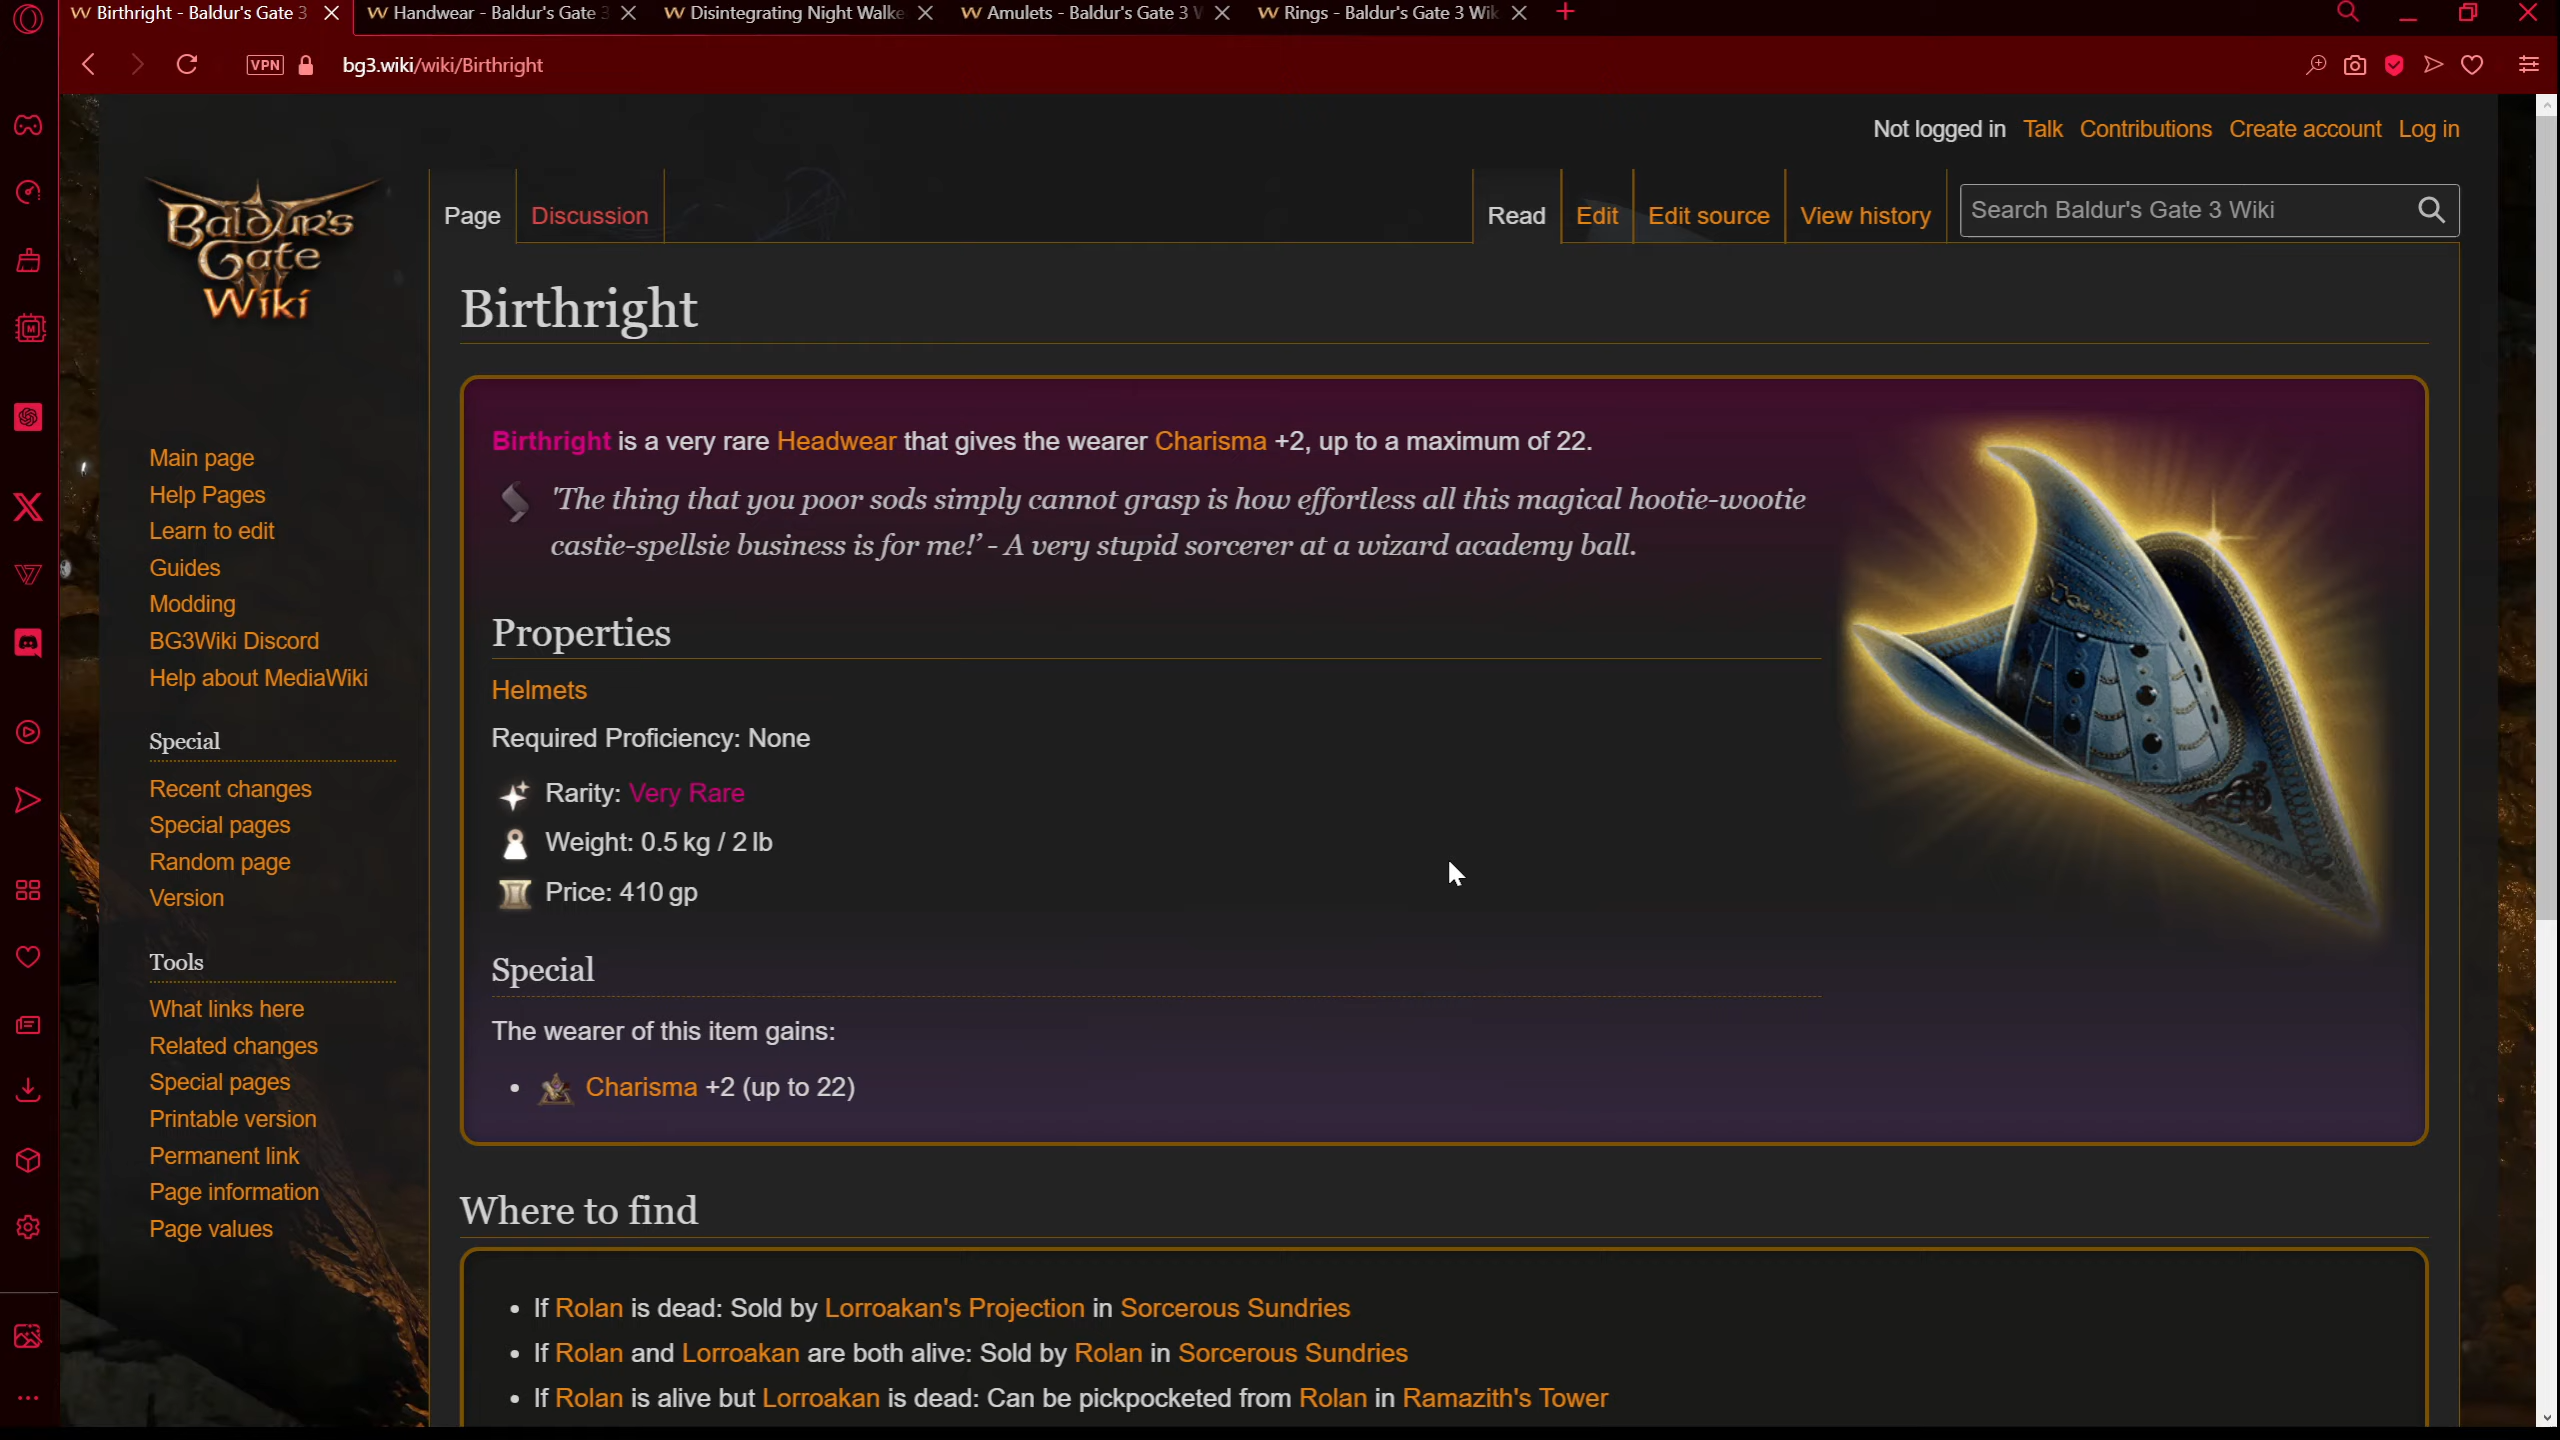 Birthright - Baldur's Gate 3
Handwear - Baldur's Gate 3
Disintegrating Night Walke
Amulets - Baldur's Gate 3 W
Rings - Baldur's Gate 3 Wik
VPN
bg3.wiki/wiki/Birthright
Not logged in Talk Contributions Create account Log in
Baldur's
Gate
Wiki
Page Discussion Read Edit Edit source View history Search Baldur's Gate 3 Wiki
Birthright
Birthright is a very rare Headwear that gives the wearer Charisma +2, up to a maximum of 22.
'The thing that you poor sods simply cannot grasp is how effortless all this magical hootie-wootie
castie-spellsie business is for me!’ - A very stupid sorcerer at a wizard academy ball.
Properties
Helmets
Required Proficiency: None
Rarity: Very Rare
Weight: 0.5 kg / 2 lb
Price: 410 gp
Special
The wearer of this item gains:
• Charisma +2 (up to 22)
Where to find
• If Rolan is dead: Sold by Lorroakan's Projection in Sorcerous Sundries
• If Rolan and Lorroakan are both alive: Sold by Rolan in Sorcerous Sundries
• If Rolan is alive but Lorroakan is dead: Can be pickpocketed from Rolan in Ramazith's Tower
Main page
Help Pages
Learn to edit
Guides
Modding
BG3Wiki Discord
Help about MediaWiki
Special
Recent changes
Special pages
Random page
Version
Tools
What links here
Related changes
Special pages
Printable version
Permanent link
Page information
Page values